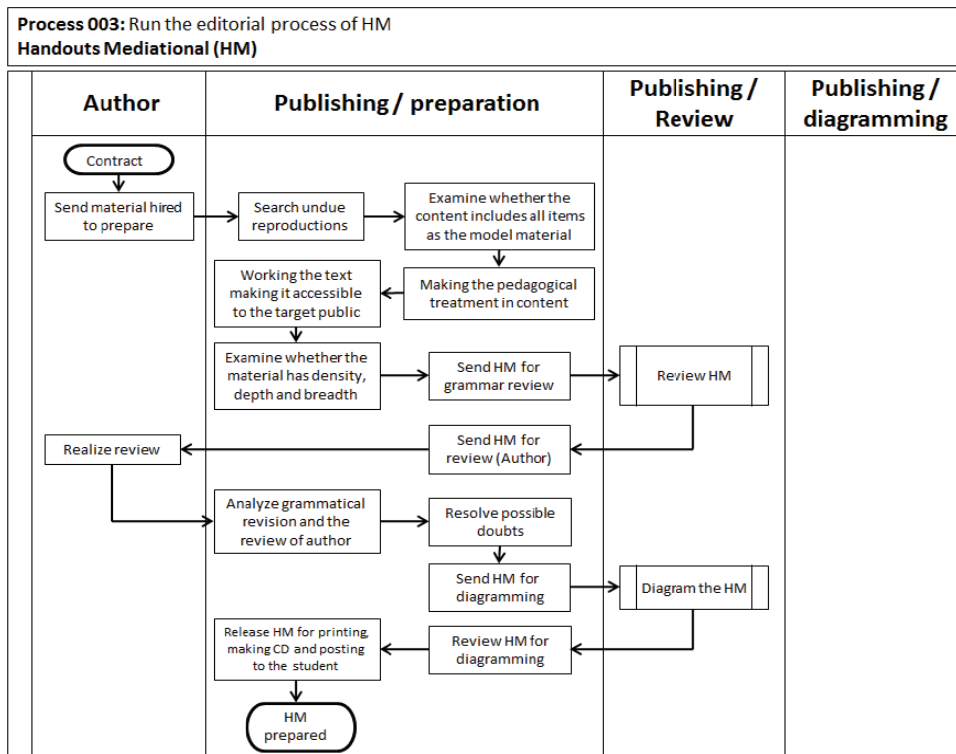 Process 003: Run the editorial process of HM
Handouts Mediational (HM)
Author
Publishing / preparation
Publishing /
Review
Publishing /
diagramming
Contract
Send material hired
to prepare
Search undue
reproductions
Examine whether the
content includes all items
as the model material
Making the pedagogical
treatment in content
Working the text
making it accessible
to the target public
Examine whether the
material has density,
depth and breadth
Send HM for
grammar review
Review HM
Send HM for
review (Author)
Realize review
Analyze grammatical
revision and the
review of author
Resolve possible
doubts
Send HM for
diagramming
Diagram the HM
Review HM for
diagramming
Release HM for printing,
making CD and posting
to the student
HM
prepared